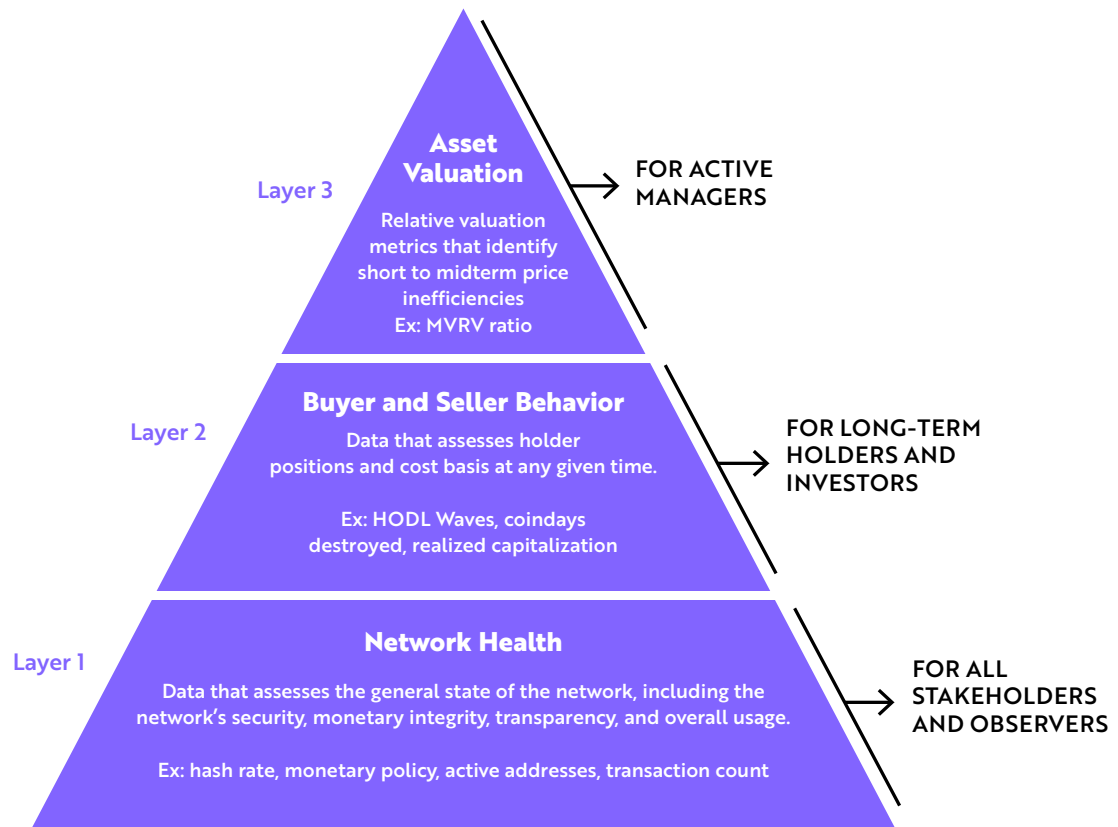 Layer 3
Asset
Valuation
Relative valuation
metrics that identify
short to midterm price
inefficiencies
Ex: MVRV ratio
FOR ACTIVE
MANAGERS
Layer 2
Buyer and Seller Behavior
Data that assesses holder
positions and cost basis at any given time.
Ex: HODL Waves, coindays
destroyed, realized capitalization
FOR LONG-TERM
HOLDERS AND
INVESTORS
Layer 1
Network Health
Data that assesses the general state of the network, including the
network’s security, monetary integrity, transparency, and overall usage.
Ex: hash rate, monetary policy, active addresses, transaction count
FOR ALL
STAKEHOLDERS
AND OBSERVERS